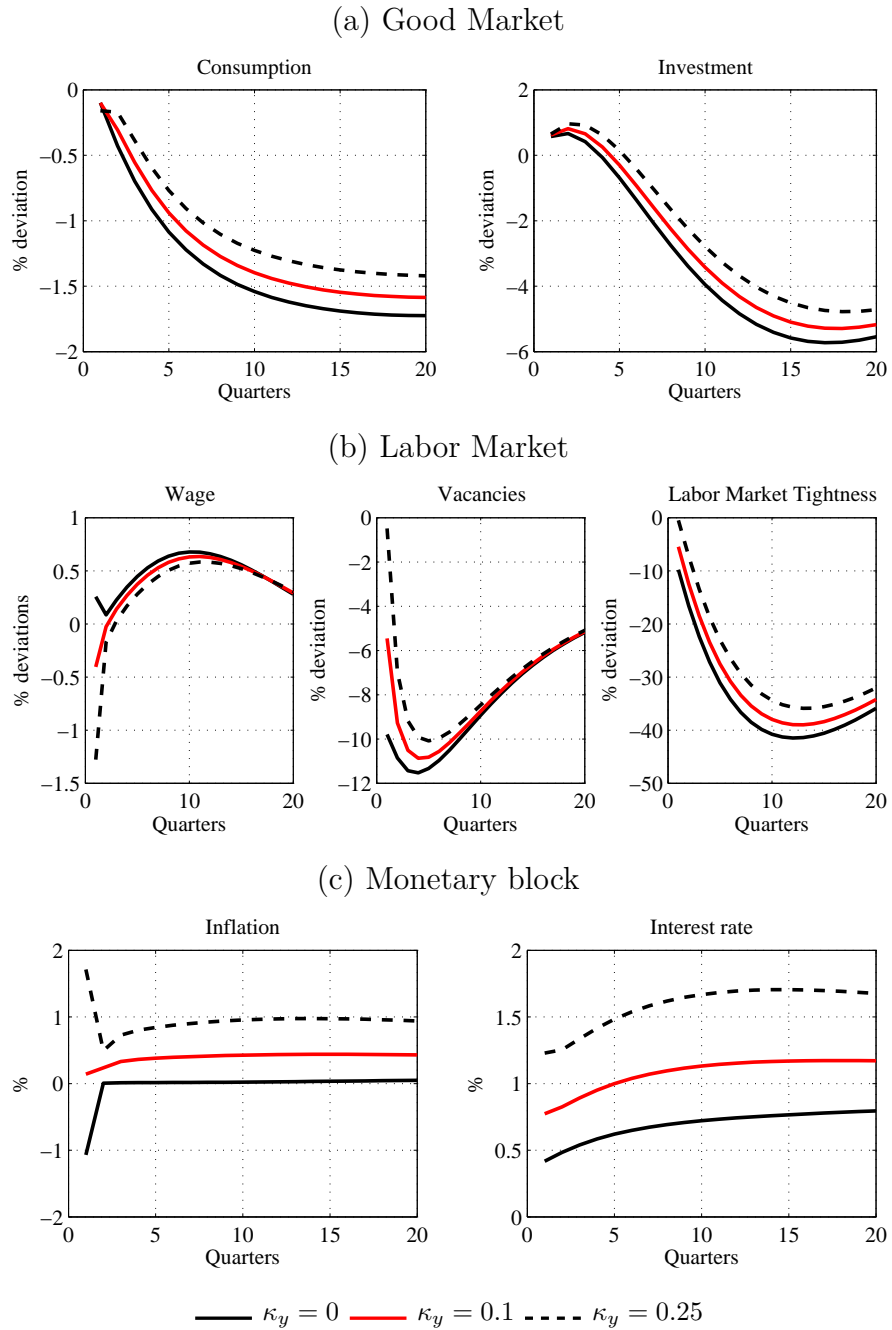 (a) Good Market
Consumption
% deviation
0
−0.5
−1
−1.5
−2
0 5 10 15 20
Quarters
Investment
% deviation
2
0
−2
−4
−6
0 5 10 15 20
Quarters
(b) Labor Market
Wage
% deviations
1
0.5
0
−0.5
−1
−1.5
0 10 20
Quarters
Vacancies
% deviation
0
−2
−4
−6
−8
−10
−12
0 10 20
Quarters
Labor Market Tightness
% deviation
0
−10
−20
−30
−40
−50
0 10 20
Quarters
(c) Monetary block
Inflation
%
2
1
0
−1
−2
0 5 10 15 20
Quarters
Interest rate
%
2
1.5
1
0.5
0
0 5 10 15 20
Quarters
κ_y = 0 κ_y = 0.1 κ_y = 0.25